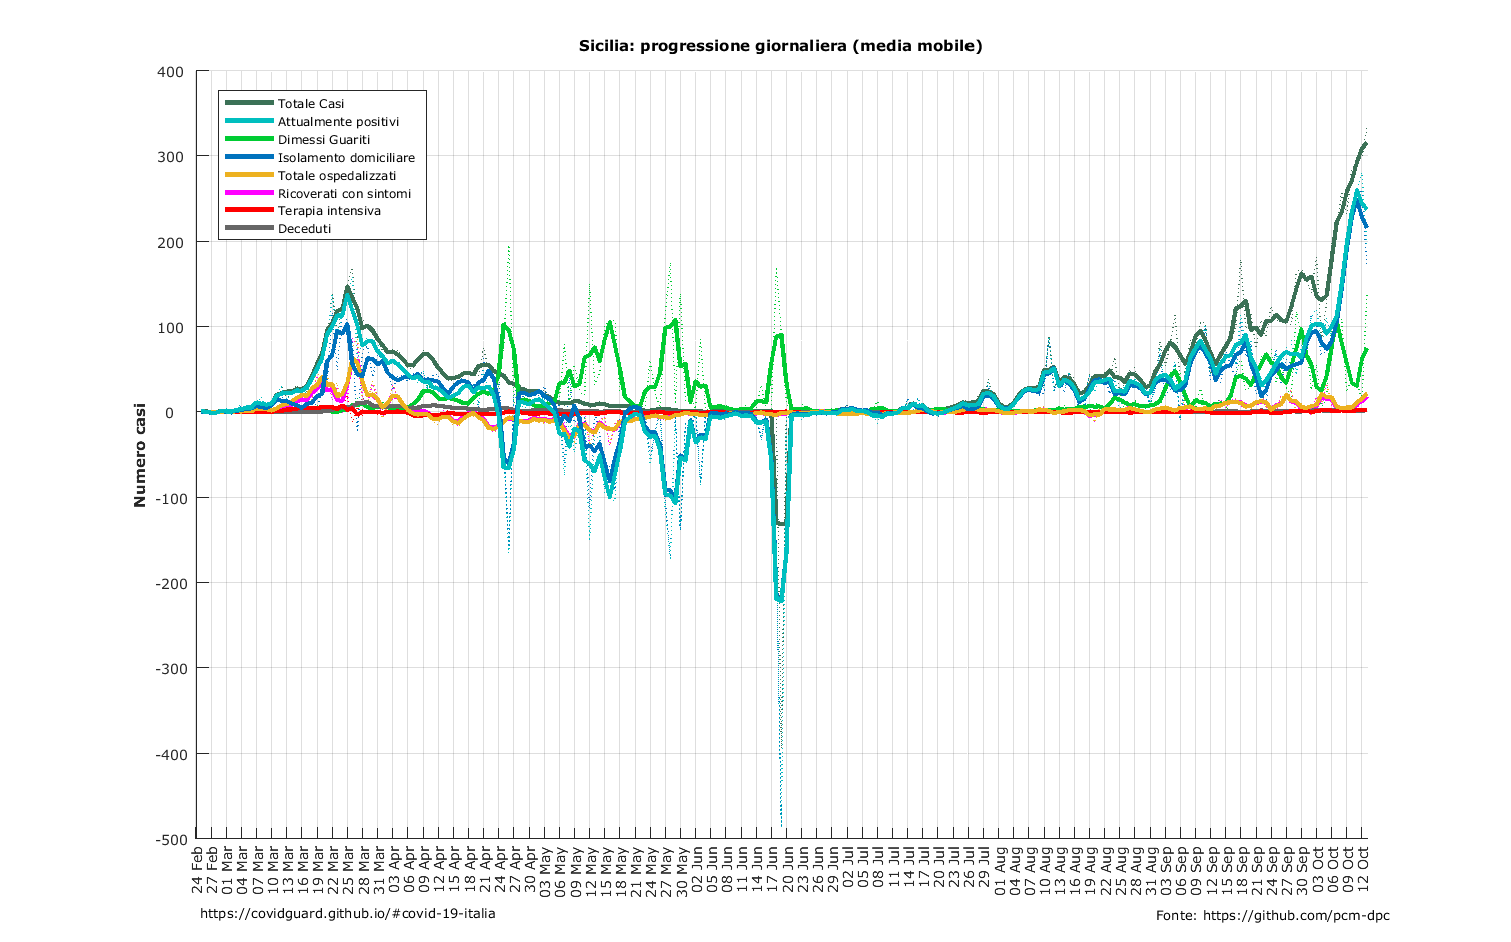 Sicilia: progressione giornaliera (media mobile)
400
300
200
100
0
-100
-200
-300
-400
-500
Numero casi
Totale Casi
Attualmente positivi
Dimessi Guariti
Isolamento domiciliare
Totale ospedalizzati
Ricoverati con sintomi
Terapia intensiva
Deceduti
24 Feb
27 Feb
01 Mar
04 Mar
07 Mar
10 Mar
13 Mar
16 Mar
19 Mar
22 Mar
25 Mar
28 Mar
31 Mar
03 Apr
06 Apr
09 Apr
12 Apr
15 Apr
18 Apr
21 Apr
24 Apr
27 Apr
30 Apr
03 May
06 May
09 May
12 May
15 May
18 May
21 May
24 May
27 May
30 May
02 Jun
05 Jun
08 Jun
11 Jun
14 Jun
17 Jun
20 Jun
23 Jun
26 Jun
29 Jun
02 Jul
05 Jul
08 Jul
11 Jul
14 Jul
17 Jul
20 Jul
23 Jul
26 Jul
29 Jul
01 Aug
04 Aug
07 Aug
10 Aug
13 Aug
16 Aug
19 Aug
22 Aug
25 Aug
28 Aug
31 Aug
03 Sep
06 Sep
09 Sep
12 Sep
15 Sep
18 Sep
21 Sep
24 Sep
27 Sep
30 Sep
03 Oct
06 Oct
09 Oct
12 Oct
https://covidguard.github.io/#covid-19-italia
Fonte: https://github.com/pcm-dpc